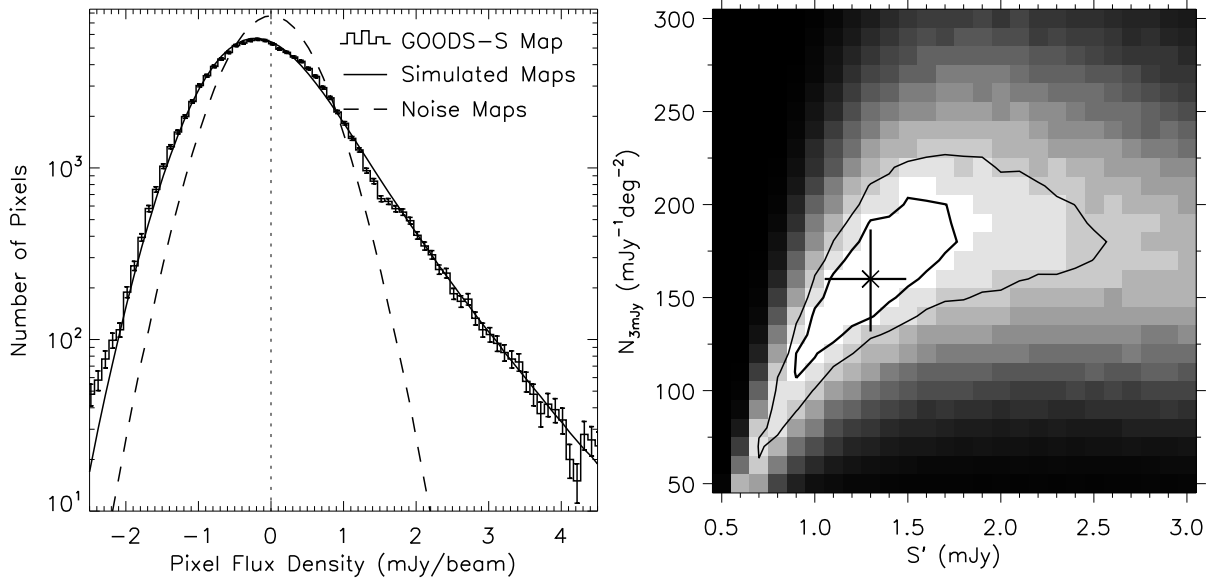 GOODS-S Map
Simulated Maps
Noise Maps
Number of Pixels
10³
10²
10¹
-2 -1 0 1 2 3 4
Pixel Flux Density (mJy/beam)
N₃ₘJy (mJy⁻¹deg⁻²)
300
250
200
150
100
50
0.5 1.0 1.5 2.0 2.5 3.0
S' (mJy)